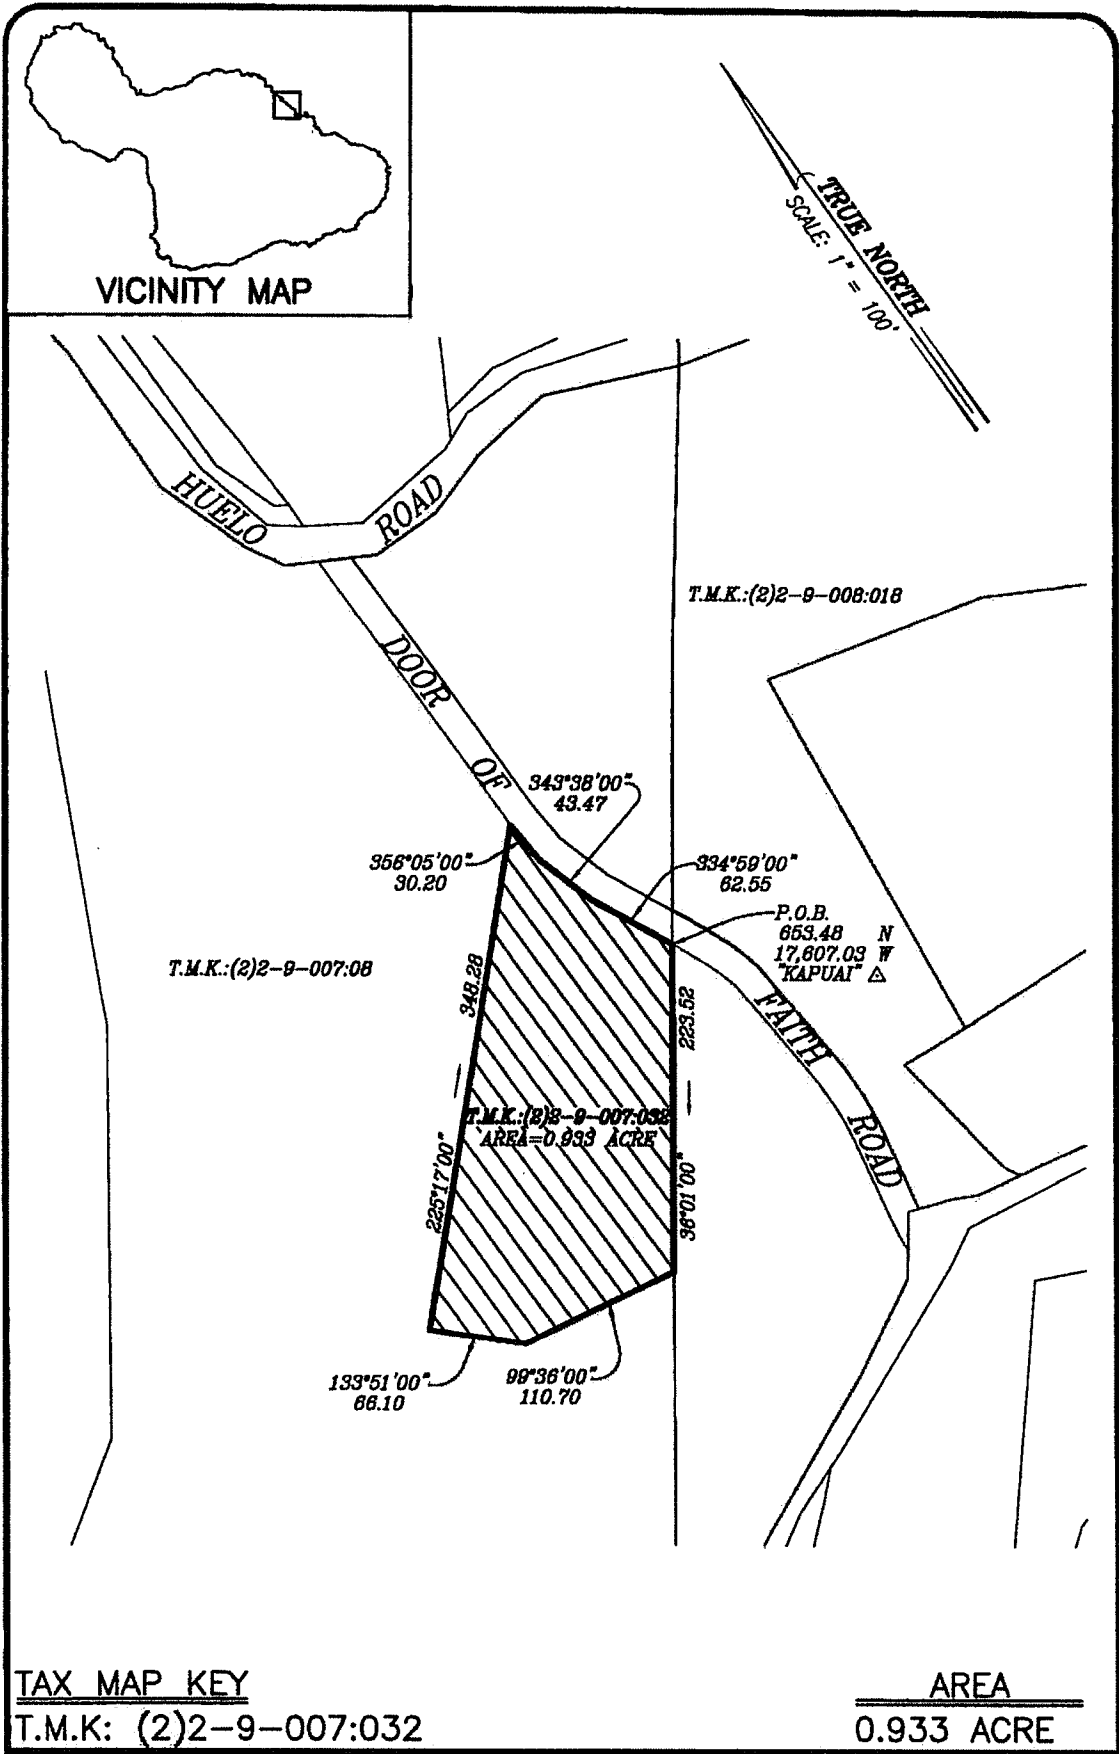 VICINITY MAP
TRUE NORTH
SCALE: 1" = 100'
HUELO ROAD
T.M.K.:(2)2-9-008:018
DOOR OF FAITH ROAD
343°38'00"
43.47
356°05'00"
30.20
334°59'00"
62.55
P.O.B.
653.48 N
17,607.03 W
"KAPUAI"
T.M.K.:(2)2-9-007:08
225°17'00" — 348.28
36°01'00" — 223.52
T.M.K.:(2)2-9-007:032
AREA=0.933 ACRE
133°51'00"
66.10
99°36'00"
110.70
TAX MAP KEY
T.M.K: (2)2-9-007:032
AREA
0.933 ACRE